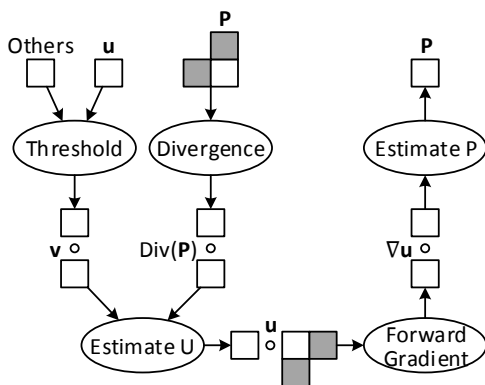 Others
u
P
P
Threshold
Divergence
Estimate P
v
Div(P)
∇u
u
Estimate U
Forward
Gradient